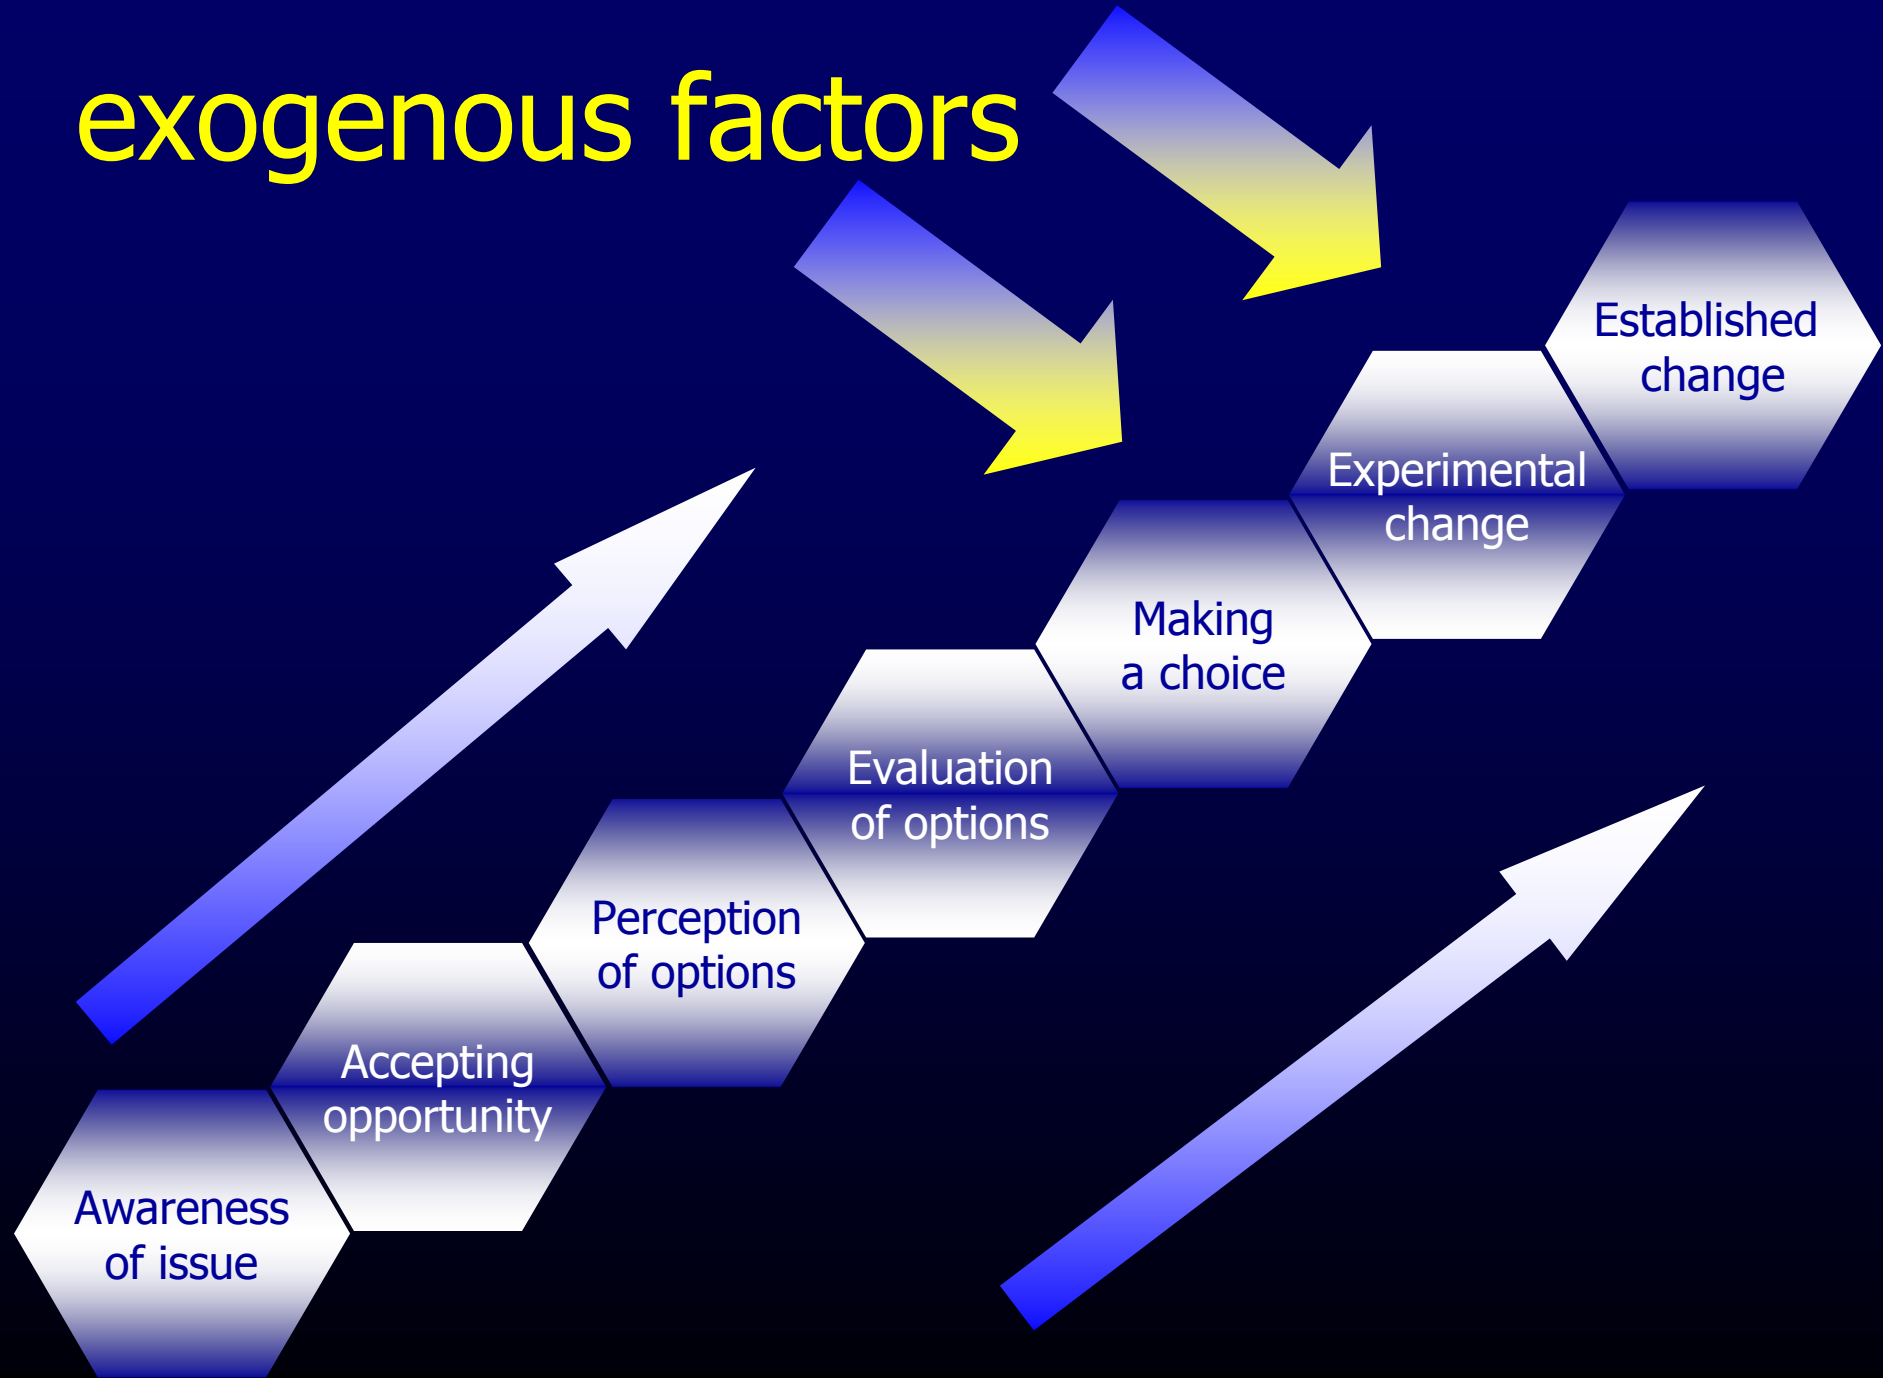 exogenous factors
Established
change
Experimental
change
Making
a choice
Evaluation
of options
Perception
of options
Accepting
opportunity
Awareness
of issue